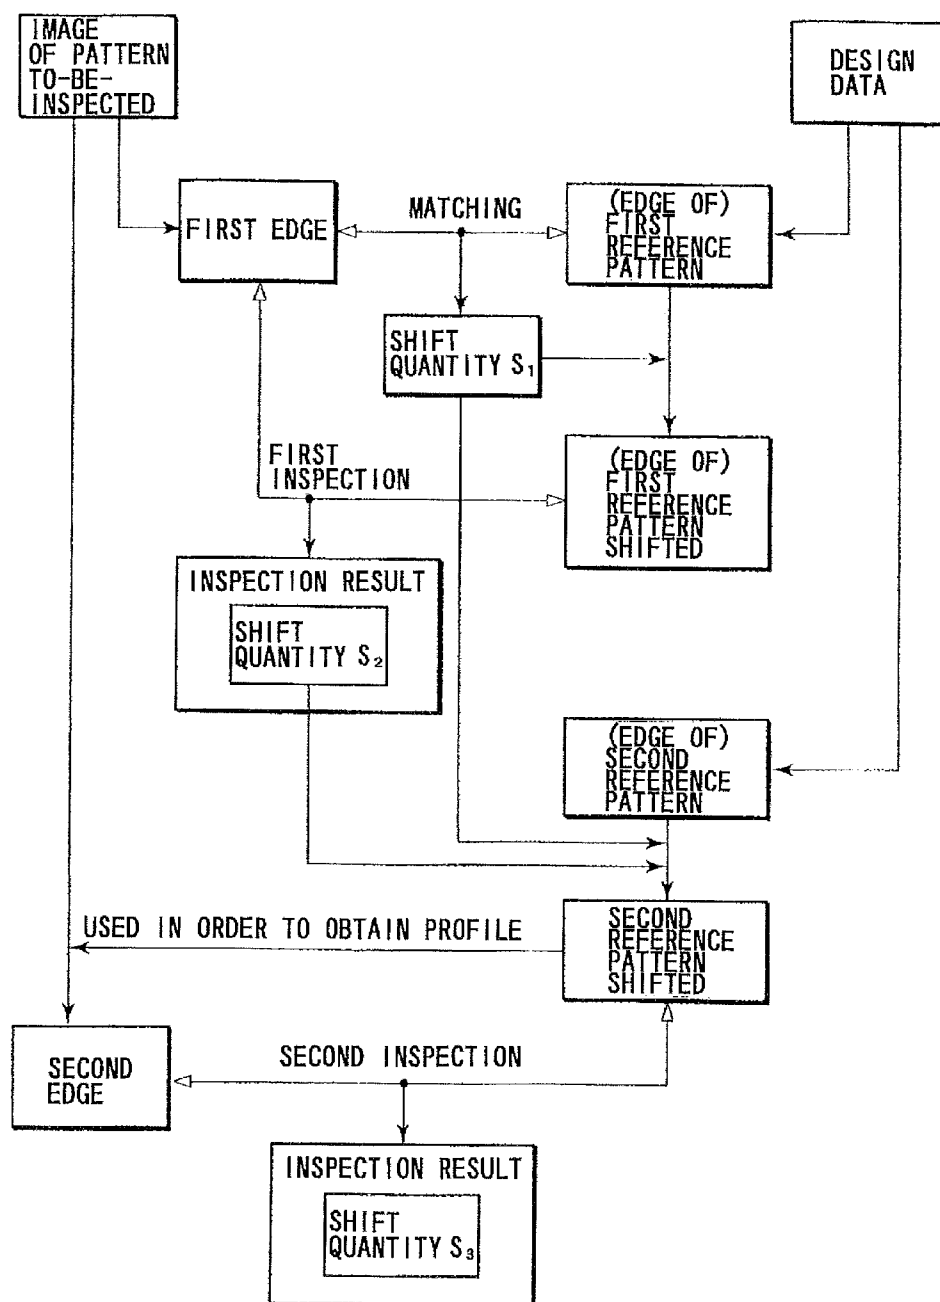 IMAGE
OF PATTERN
TO-BE-
INSPECTED
DESIGN
DATA
FIRST EDGE
MATCHING
(EDGE OF)
FIRST
REFERENCE
PATTERN
SHIFT
QUANTITY S₁
FIRST
INSPECTION
(EDGE OF)
FIRST
REFERENCE
PATTERN
SHIFTED
INSPECTION RESULT
SHIFT
QUANTITY S₂
(EDGE OF)
SECOND
REFERENCE
PATTERN
USED IN ORDER TO OBTAIN PROFILE
SECOND
REFERENCE
PATTERN
SHIFTED
SECOND
EDGE
SECOND INSPECTION
INSPECTION RESULT
SHIFT
QUANTITY S₃